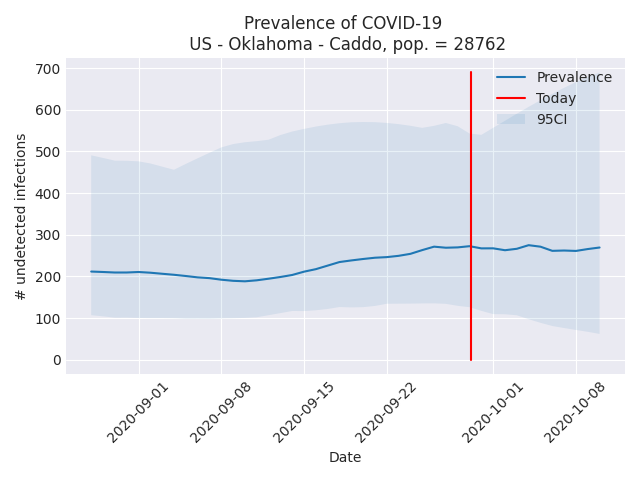 Prevalence of COVID-19
US - Oklahoma - Caddo, pop. = 28762
# undetected infections
700
600
500
400
300
200
100
0
Prevalence
Today
95CI
2020-09-01
2020-09-08
2020-09-15
2020-09-22
2020-10-01
2020-10-08
Date